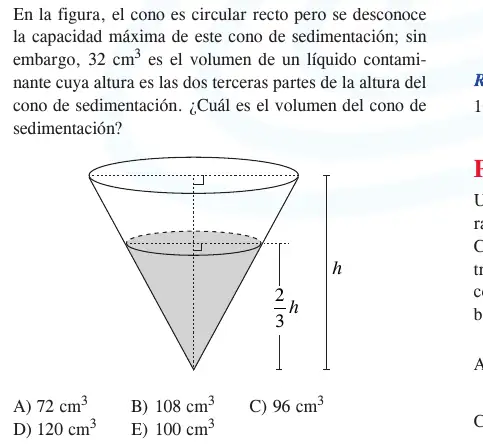 En la figura, el cono es circular recto pero se desconoce
la capacidad máxima de este cono de sedimentación; sin
embargo, 32 cm³ es el volumen de un líquido contami-
nante cuya altura es las dos terceras partes de la altura del
cono de sedimentación. ¿Cuál es el volumen del cono de
sedimentación?
h
2/3 h
A) 72 cm³ B) 108 cm³ C) 96 cm³
D) 120 cm³ E) 100 cm³